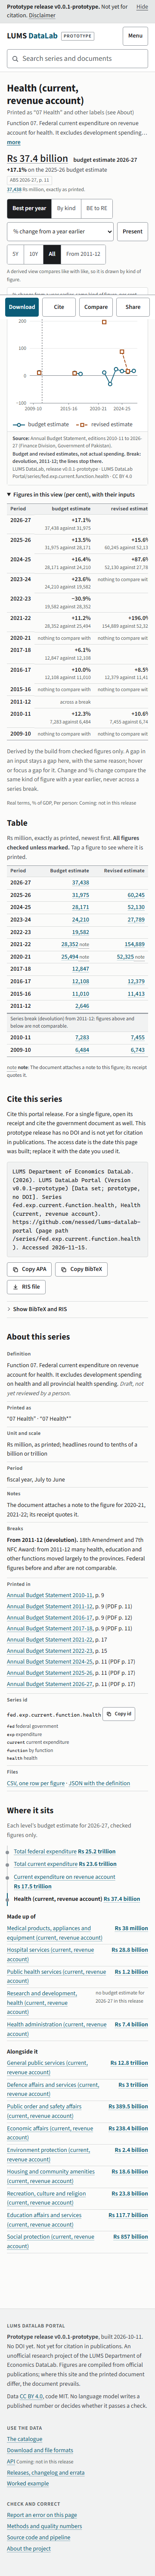 Prototype release v0.0.1-prototype. Not yet for citation. Disclaimer
Hide
LUMS DataLab PROTOTYPE
Menu
Search series and documents
Health (current,
revenue account)
Printed as "07 Health" and other labels (see About)
Function 07. Federal current expenditure on revenue
account for health. It excludes development spending…
more
Rs 37.4 billion budget estimate 2026-27
+17.1% on the 2025-26 budget estimate
ABS 2026-27, p. 11
37,438 Rs million, exactly as printed.
Best per year
By kind
BE to RE
% change from a year earlier
Present
5Y
10Y
All
From 2011-12
A derived view compares like with like, so it is drawn by kind of
figure.
Download
Cite
Compare
Share
200
100
0
−100
2009-10
2015-16
2020-21
2024-25
budget estimate
revised estimate
Source: Annual Budget Statement, editions 2010-11 to 2026-
27 (Finance Division, Government of Pakistan).
Budget and revised estimates, not actual spending. Break:
devolution, 2011-12; the line stops there.
LUMS DataLab, release v0.0.1-prototype · LUMS DataLab
Portal/series/fed.exp.current.function.health · CC BY 4.0
Figures in this view (per cent), with their inputs
Period
budget estimate
revised estimate
2026-27
+17.1%
37,438 against 31,975
2025-26
+13.5%
31,975 against 28,171
2024-25
+16.4%
28,171 against 24,210
2023-24
+23.6%
24,210 against 19,582
nothing to compare with
2022-23
−30.9%
19,582 against 28,352
2021-22
+11.2%
28,352 against 25,494
2020-21
nothing to compare with
nothing to compare with
2017-18
+6.1%
12,847 against 12,108
2016-17
+10.0%
12,108 against 11,010
2015-16
nothing to compare with
nothing to compare with
2011-12
across a break
2010-11
+12.3%
7,283 against 6,484
2009-10
nothing to compare with
nothing to compare with
Derived by the build from checked figures only. A gap in
an input stays a gap here, with the same reason; hover
or focus a gap for it. Change and % change compare the
same kind of figure with a year earlier, never across a
series break.
Real terms, % of GDP, Per person: Coming: not in this release
Table
Rs million, exactly as printed, newest first. All figures
checked unless marked. Tap a figure to see where it is
printed.
Period
Budget estimate
Revised estimate
2026-27
37,438
2025-26
31,975
60,245
2024-25
28,171
52,130
2023-24
24,210
27,789
2022-23
19,582
2021-22
28,352 note
154,889
2020-21
25,494 note
52,325 note
2017-18
12,847
2016-17
12,108
12,379
2015-16
11,010
11,413
2011-12
2,646
Series break (devolution) from 2011-12: figures above and
below are not comparable.
2010-11
7,283
7,455
2009-10
6,484
6,743
note note: The document attaches a note to this figure; its receipt
quotes it.
Cite this series
Cite this portal release. For a single figure, open its
receipt and cite the government document as well. This
prototype release has no DOI and is not yet for citation
in publications. The access date is the date this page
was built; replace it with the date you used it.
LUMS Department of Economics DataLab.
(2026). LUMS DataLab Portal (Version
v0.0.1-prototype) [Data set; prototype,
no DOI]. Series
fed.exp.current.function.health, Health
(current, revenue account).
https://github.com/nessed/lums-datalab-
portal (page path
/series/fed.exp.current.function.health
). Accessed 2026-11-15.
Copy APA
Copy BibTeX
RIS file
Show BibTeX and RIS
About this series
Definition
Function 07. Federal current expenditure on revenue
account for health. It excludes development spending
on health and provincial health spending. Draft, not
yet reviewed by a person.
Printed as
"07 Health" · "07 Health*"
Unit and scale
Rs million, as printed; headlines round to tenths of a
billion or trillion
Period
fiscal year, July to June
Notes
The document attaches a note to the figure for 2020-21,
2021-22; its receipt quotes it.
Breaks
From 2011-12 (devolution). 18th Amendment and 7th
NFC Award: from 2011-12 many health, education and
other functions moved largely to the provinces. Federal
figures before and after are not comparable.
Printed in
Annual Budget Statement 2010-11, p. 9
Annual Budget Statement 2011-12, p. 9 (PDF p. 11)
Annual Budget Statement 2016-17, p. 9 (PDF p. 12)
Annual Budget Statement 2017-18, p. 9 (PDF p. 11)
Annual Budget Statement 2021-22, p. 17
Annual Budget Statement 2022-23, p. 15
Annual Budget Statement 2024-25, p. 11 (PDF p. 17)
Annual Budget Statement 2025-26, p. 11 (PDF p. 17)
Annual Budget Statement 2026-27, p. 11 (PDF p. 17)
Series id
fed.exp.current.function.health
Copy id
fed federal government
exp expenditure
current current expenditure
function by function
health health
Files
CSV, one row per figure · JSON with the definition
Where it sits
Each level's budget estimate for 2026-27, checked
figures only.
Total federal expenditure Rs 25.2 trillion
Total current expenditure Rs 23.6 trillion
Current expenditure on revenue account
Rs 17.5 trillion
Health (current, revenue account) Rs 37.4 billion
Made up of
Medical products, appliances and
equipment (current, revenue account)
Rs 38 million
Hospital services (current, revenue
account)
Rs 28.8 billion
Public health services (current, revenue
account)
Rs 1.2 billion
Research and development,
health (current, revenue
account)
no budget estimate for
2026-27 in this release
Health administration (current, revenue
account)
Rs 7.4 billion
Alongside it
General public services (current,
revenue account)
Rs 12.8 trillion
Defence affairs and services (current,
revenue account)
Rs 3 trillion
Public order and safety affairs
(current, revenue account)
Rs 389.5 billion
Economic affairs (current, revenue
account)
Rs 238.4 billion
Environment protection (current,
revenue account)
Rs 2.4 billion
Housing and community amenities
(current, revenue account)
Rs 18.6 billion
Recreation, culture and religion
(current, revenue account)
Rs 23.8 billion
Education affairs and services
(current, revenue account)
Rs 117.7 billion
Social protection (current, revenue
account)
Rs 857 billion
LUMS DATALAB PORTAL
Prototype release v0.0.1-prototype, built 2026-10-11.
No DOI yet. Not yet for citation in publications. An
unofficial research project of the LUMS Department of
Economics DataLab. Figures are compiled from official
publications; where this site and the printed document
differ, the document prevails.
Data CC BY 4.0, code MIT. No language model writes a
published number or decides whether it passes a check.
USE THE DATA
The catalogue
Download and file formats
API Coming: not in this release
Releases, changelog and errata
Worked example
CHECK AND CORRECT
Report an error on this page
Methods and quality numbers
Source code and pipeline
About the project